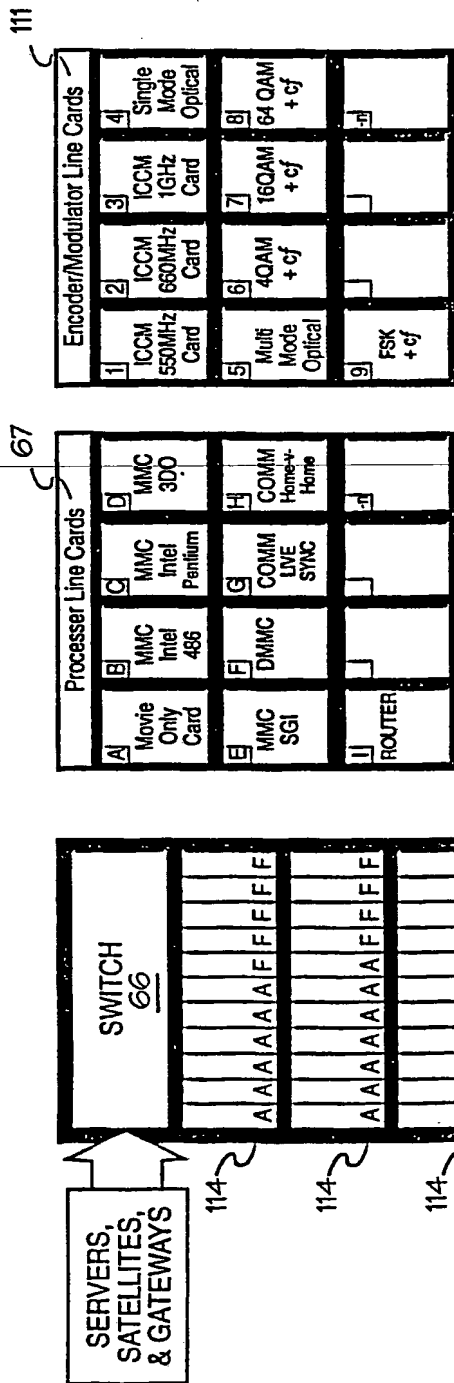 SERVERS,
SATELLITES,
& GATEWAYS
SWITCH
66
114
A A A A A A F F F F F
114
A A A A A A A F F F F
114
67
Processer Line Cards
A
Movie
Only
Card
B
MMC
Intel
486
C
MMC
Intel
Pentium
D
MMC
3DO
E
MMC
SGI
F
DMMC
G
COMM
LIVE
SYNC
H
COMM
Home-v-
Home
I
ROUTER
-n
111
Encoder/Modulator Line Cards
1
ICCM
550MHz
Card
2
ICCM
660MHz
Card
3
ICCM
1GHz
Card
4
Single
Mode
Optical
5
Multi
Mode
Optical
6
4QAM
+ cf
7
16QAM
+ cf
8
64 QAM
+ cf
9
FSK
+ cf
-n